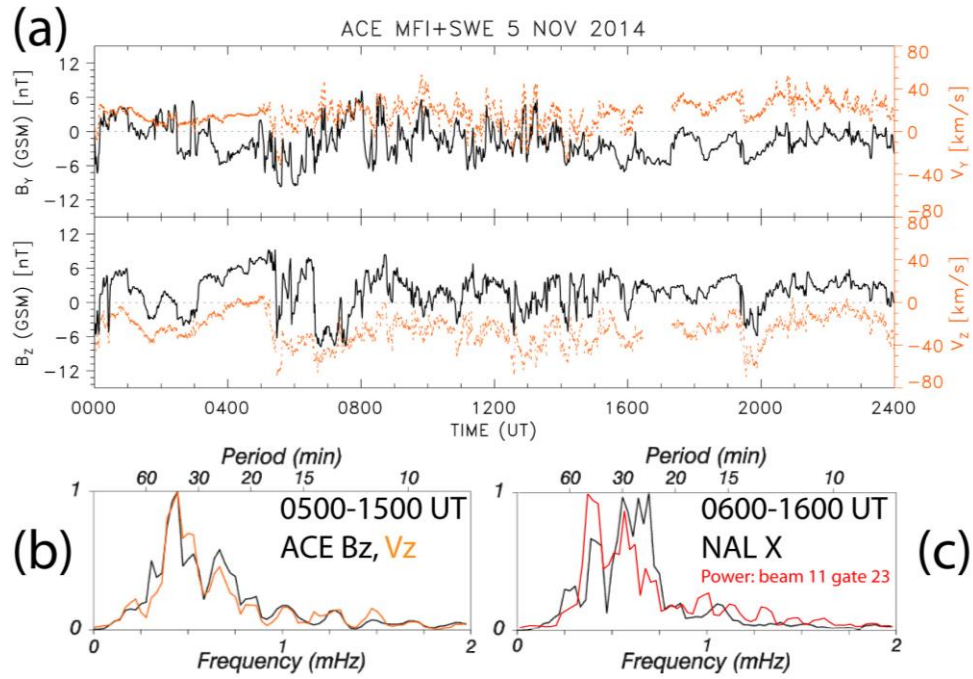 (a)
ACE MFI+SWE 5 NOV 2014
12
6
0
−6
−12
B_Y (GSM) [nT]
80
40
0
−40
−80
V_Y [km/s]
12
6
0
−6
−12
B_Z (GSM) [nT]
80
40
0
−40
−80
V_Z [km/s]
0000 0400 0800 1200 1600 2000 2400
TIME (UT)
(b)
Period (min)
60 30 20 15 10
1
0
0500-1500 UT
ACE Bz, Vz
0 1 2
Frequency (mHz)
(c)
Period (min)
60 30 20 15 10
1
0
0600-1600 UT
NAL X
Power: beam 11 gate 23
0 1 2
Frequency (mHz)